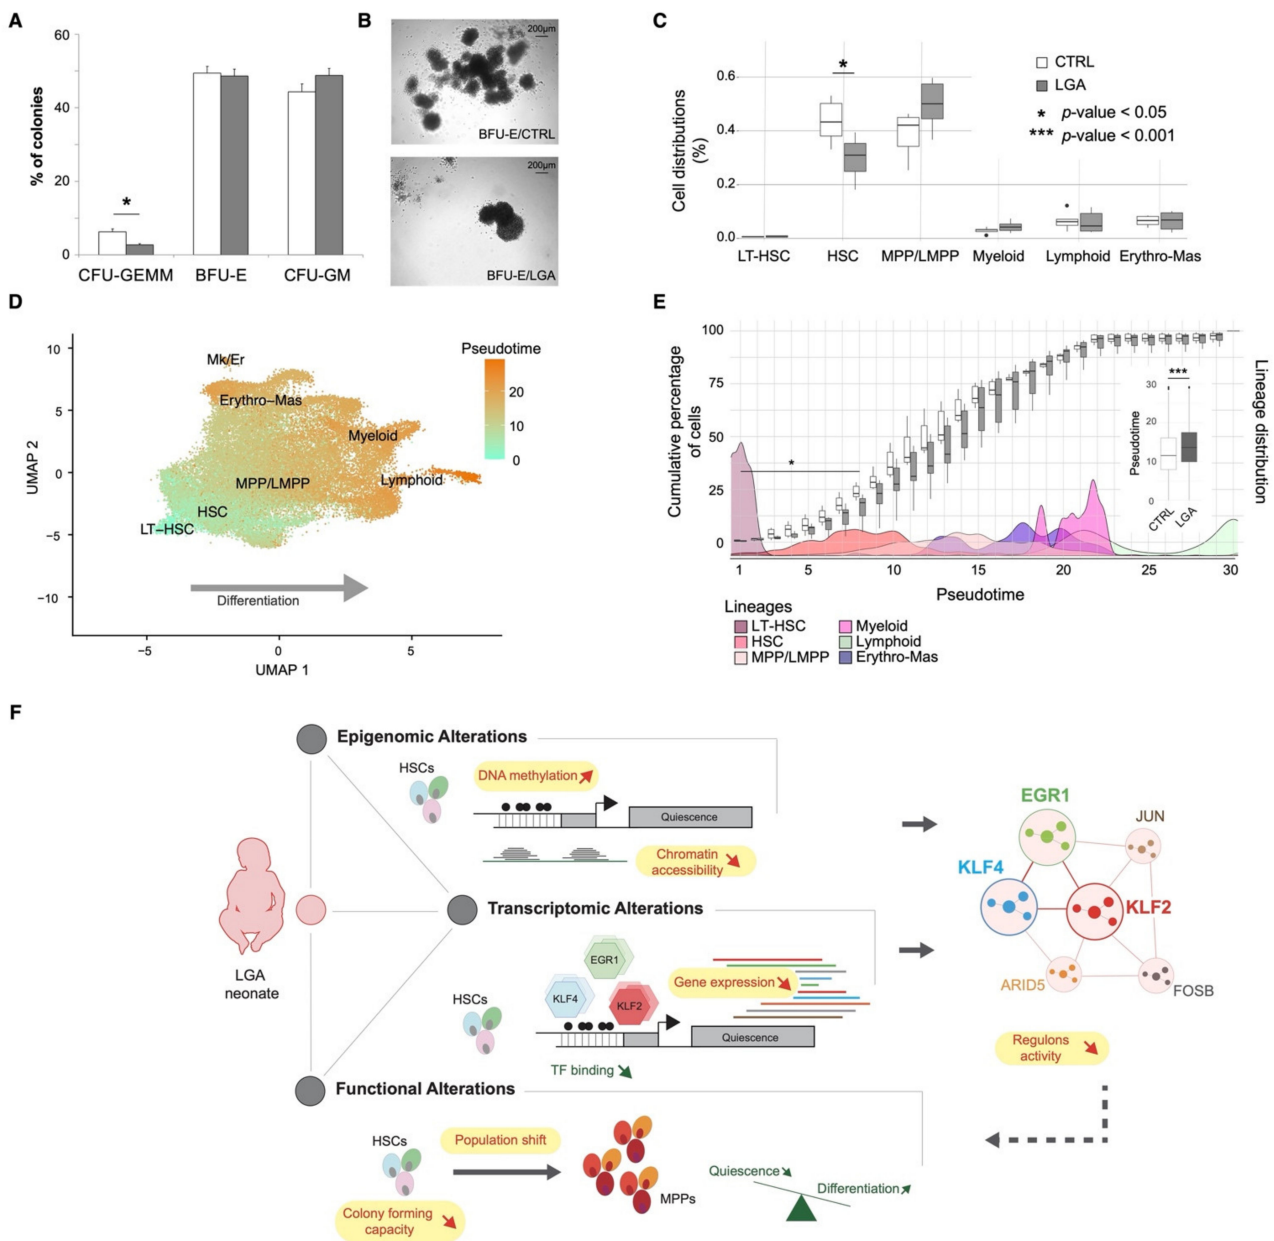 A
60
40
20
0
% of colonies
*
CFU-GEMM
BFU-E
CFU-GM
B
200µm
BFU-E/CTRL
200µm
BFU-E/LGA
C
Cell distributions
(%)
0.6
0.4
0.2
0.0
*
CTRL
LGA
* p-value < 0.05
*** p-value < 0.001
LT-HSC
HSC
MPP/LMPP
Myeloid
Lymphoid
Erythro-Mas
D
10
5
0
−5
−10
UMAP 2
Mk/Er
Erythro−Mas
Myeloid
MPP/LMPP
Lymphoid
HSC
LT−HSC
Pseudotime
20
10
0
Differentiation
−5
0
5
UMAP 1
E
Cumulative percentage
of cells
100
75
50
25
0
*
***
30
20
10
0
Pseudotime
CTRL
LGA
Lineage distribution
1
5
10
15
20
25
30
Pseudotime
Lineages
LT-HSC
HSC
MPP/LMPP
Myeloid
Lymphoid
Erythro-Mas
F
LGA
neonate
Epigenomic Alterations
HSCs
DNA methylation
Quiescence
Chromatin
accessibility
Transcriptomic Alterations
HSCs
EGR1
KLF4
KLF2
Gene expression
Quiescence
TF binding
Functional Alterations
HSCs
Population shift
Colony forming
capacity
MPPs
Quiescence
Differentiation
EGR1
JUN
KLF4
KLF2
ARID5
FOSB
Regulons
activity